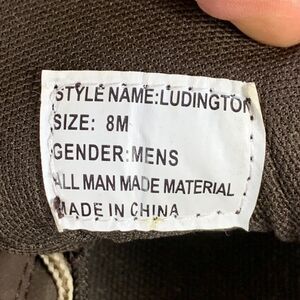 STYLE NAME:LUDINGTON
SIZE: 8M
GENDER:MENS
ALL MAN MADE MATERIAL
MADE IN CHINA